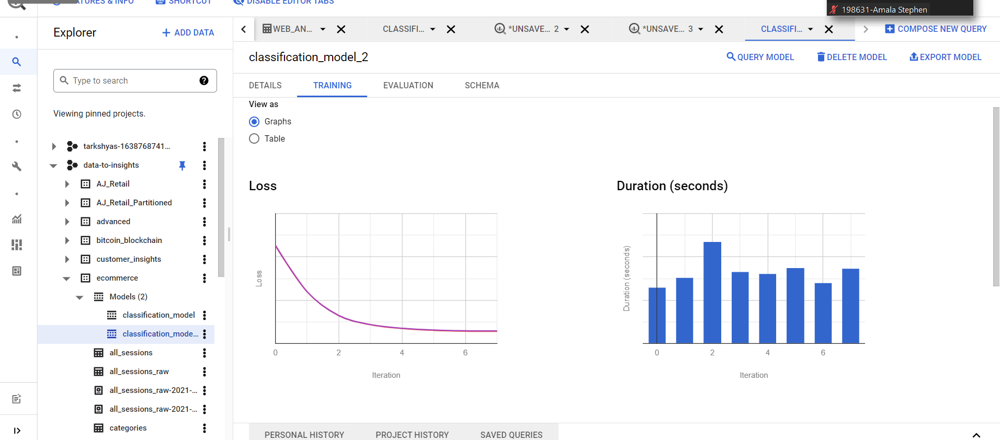 ATURES & INFO SHORTCUT DISABLE EDITOR TABS
198631-Amala Stephen
Explorer
ADD DATA
WEB_AN... CLASSIFI... *UNSAVE... 2 *UNSAVE... 3 CLASSIFI...
COMPOSE NEW QUERY
classification_model_2
QUERY MODEL DELETE MODEL EXPORT MODEL
Type to search
DETAILS TRAINING EVALUATION SCHEMA
View as
Viewing pinned projects.
Graphs
Table
tarkshyas-1638768741...
data-to-insights
AJ_Retail
AJ_Retail_Partitioned
advanced
bitcoin_blockchain
customer_insights
ecommerce
Models (2)
classification_model
classification_mode...
all_sessions
all_sessions_raw
all_sessions_raw-2021-...
all_sessions_raw-2021-...
categories
Loss
Loss
0 2 4 6
Iteration
Duration (seconds)
Duration (seconds)
0 2 4 6
Iteration
PERSONAL HISTORY PROJECT HISTORY SAVED QUERIES